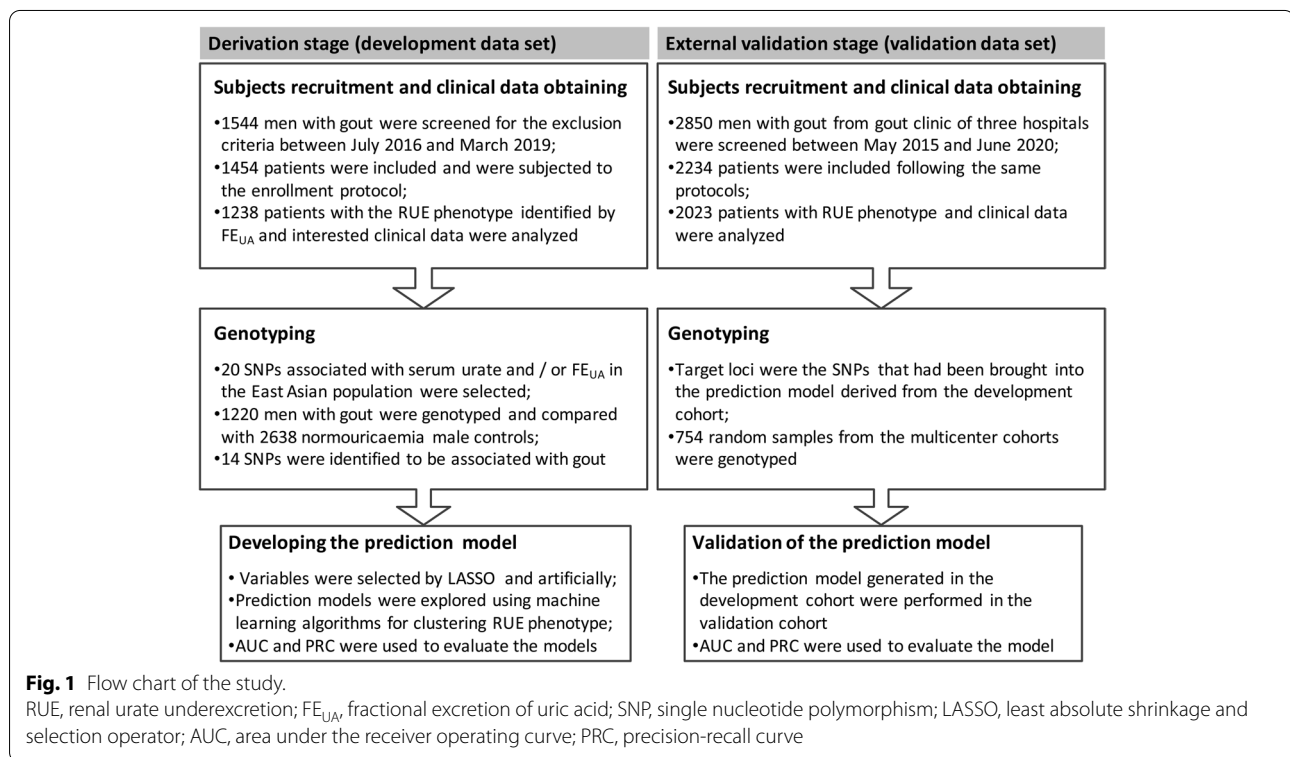 Derivation stage (development data set)
Subjects recruitment and clinical data obtaining
•1544 men with gout were screened for the exclusion
criteria between July 2016 and March 2019;
•1454 patients were included and were subjected to
the enrollment protocol;
•1238 patients with the RUE phenotype identified by
FEUA and interested clinical data were analyzed
Genotyping
•20 SNPs associated with serum urate and / or FEUA in
the East Asian population were selected;
•1220 men with gout were genotyped and compared
with 2638 normouricaemia male controls;
•14 SNPs were identified to be associated with gout
Developing the prediction model
• Variables were selected by LASSO and artificially;
•Prediction models were explored using machine
learning algorithms for clustering RUE phenotype;
•AUC and PRC were used to evaluate the models
External validation stage (validation data set)
Subjects recruitment and clinical data obtaining
•2850 men with gout from gout clinic of three hospitals
were screened between May 2015 and June 2020;
•2234 patients were included following the same
protocols;
•2023 patients with RUE phenotype and clinical data
were analyzed
Genotyping
•Target loci were the SNPs that had been brought into
the prediction model derived from the development
cohort;
•754 random samples from the multicenter cohorts
were genotyped
Validation of the prediction model
•The prediction model generated in the
development cohort were performed in the
validation cohort
•AUC and PRC were used to evaluate the model
Fig. 1 Flow chart of the study.
RUE, renal urate underexcretion; FEUA, fractional excretion of uric acid; SNP, single nucleotide polymorphism; LASSO, least absolute shrinkage and
selection operator; AUC, area under the receiver operating curve; PRC, precision-recall curve